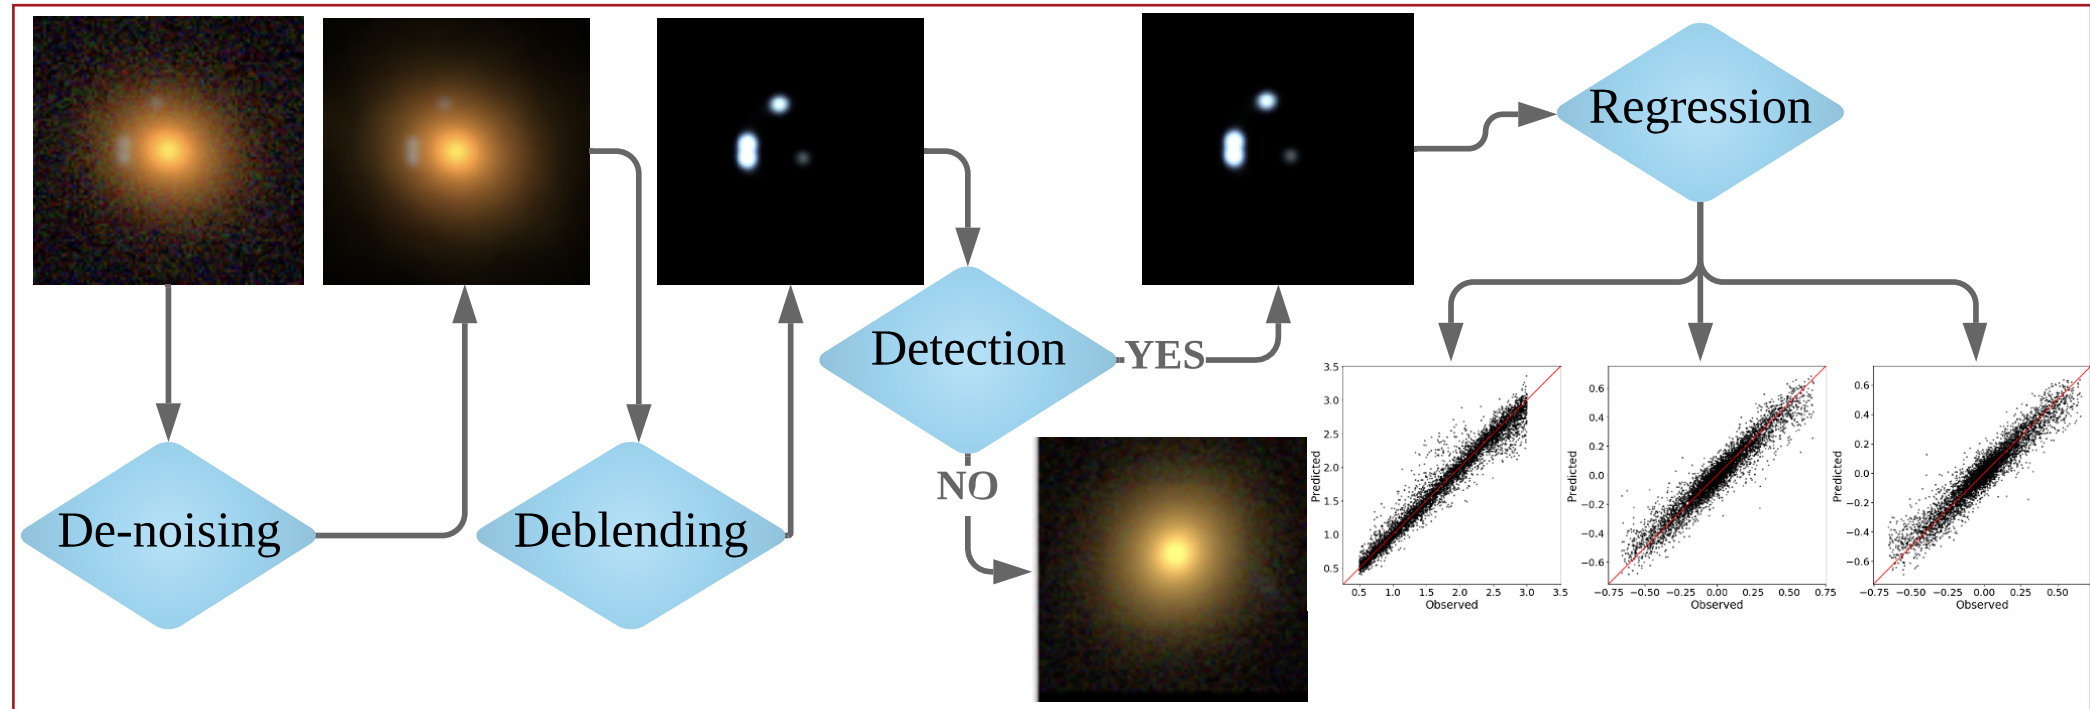 Regression
Detection
YES
NO
De-noising
Deblending
3.5
3.0
2.5
2.0
1.5
1.0
0.5
Predicted
0.5 1.0 1.5 2.0 2.5 3.0 3.5
Observed
0.6
0.4
0.2
0.0
−0.2
−0.4
−0.6
Predicted
−0.75 −0.50 −0.25 0.00 0.25 0.50 0.75
Observed
0.6
0.4
0.2
0.0
−0.2
−0.4
−0.6
Predicted
−0.75 −0.50 −0.25 0.00 0.25 0.50
Observed